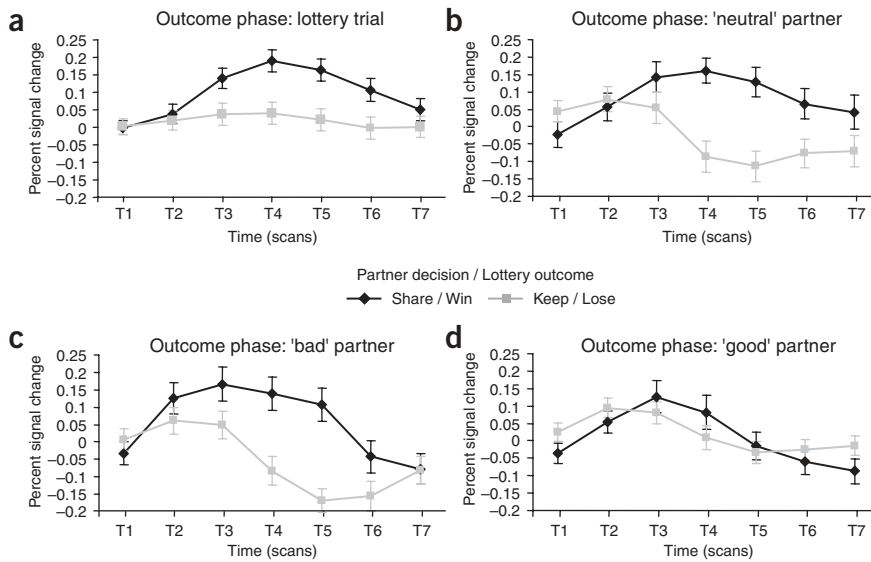 a
Outcome phase: lottery trial
Percent signal change
0.25
0.2
0.15
0.1
0.05
0
−0.05
−0.1
−0.15
−0.2
T1 T2 T3 T4 T5 T6 T7
Time (scans)
b
Outcome phase: 'neutral' partner
Percent signal change
0.25
0.2
0.15
0.1
0.05
0
−0.05
−0.1
−0.15
−0.2
T1 T2 T3 T4 T5 T6 T7
Time (scans)
Partner decision / Lottery outcome
Share / Win Keep / Lose
c
Outcome phase: 'bad' partner
Percent signal change
0.25
0.2
0.15
0.1
0.05
0
−0.05
−0.1
−0.15
−0.2
T1 T2 T3 T4 T5 T6 T7
Time (scans)
d
Outcome phase: 'good' partner
Percent signal change
0.25
0.2
0.15
0.1
0.05
0
−0.05
−0.1
−0.15
−0.2
T1 T2 T3 T4 T5 T6 T7
Time (scans)